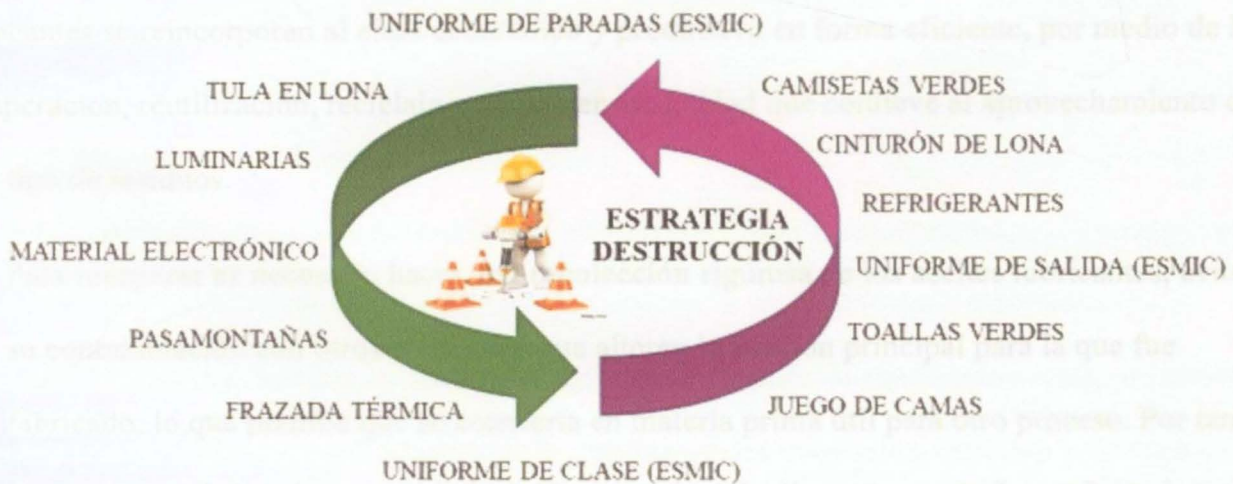 UNIFORME DE PARADAS (ESMIC)
TULA EN LONA
CAMISETAS VERDES
LUMINARIAS
CINTURÓN DE LONA
REFRIGERANTES
ESTRATEGIA
DESTRUCCIÓN
MATERIAL ELECTRÓNICO
UNIFORME DE SALIDA (ESMIC)
PASAMONTAÑAS
TOALLAS VERDES
FRAZADA TÉRMICA
JUEGO DE CAMAS
UNIFORME DE CLASE (ESMIC)